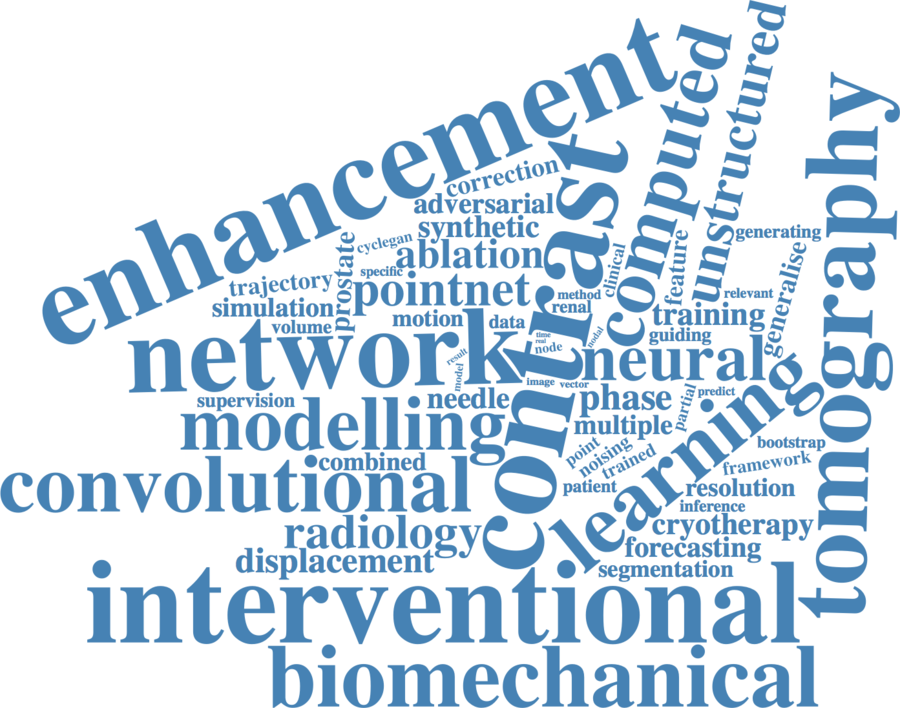 enhancement
computed
unstructured
tomography
contrast
correction
adversarial
synthetic
cyclegan
ablation
prostate
specific
clinical
feature
generating
generalise
trajectory
simulation
volume
pointnet
method
renal
relevant
training
motion
data
time
real
node
nodal
guiding
network
result
model
neural
image
vector
supervision
needle
phase
partial
predict
learning
modelling
multiple
point
noising
trained
bootstrap
framework
combined
convolutional
patient
resolution
inference
radiology
cryotherapy
displacement
forecasting
segmentation
interventional
biomechanical